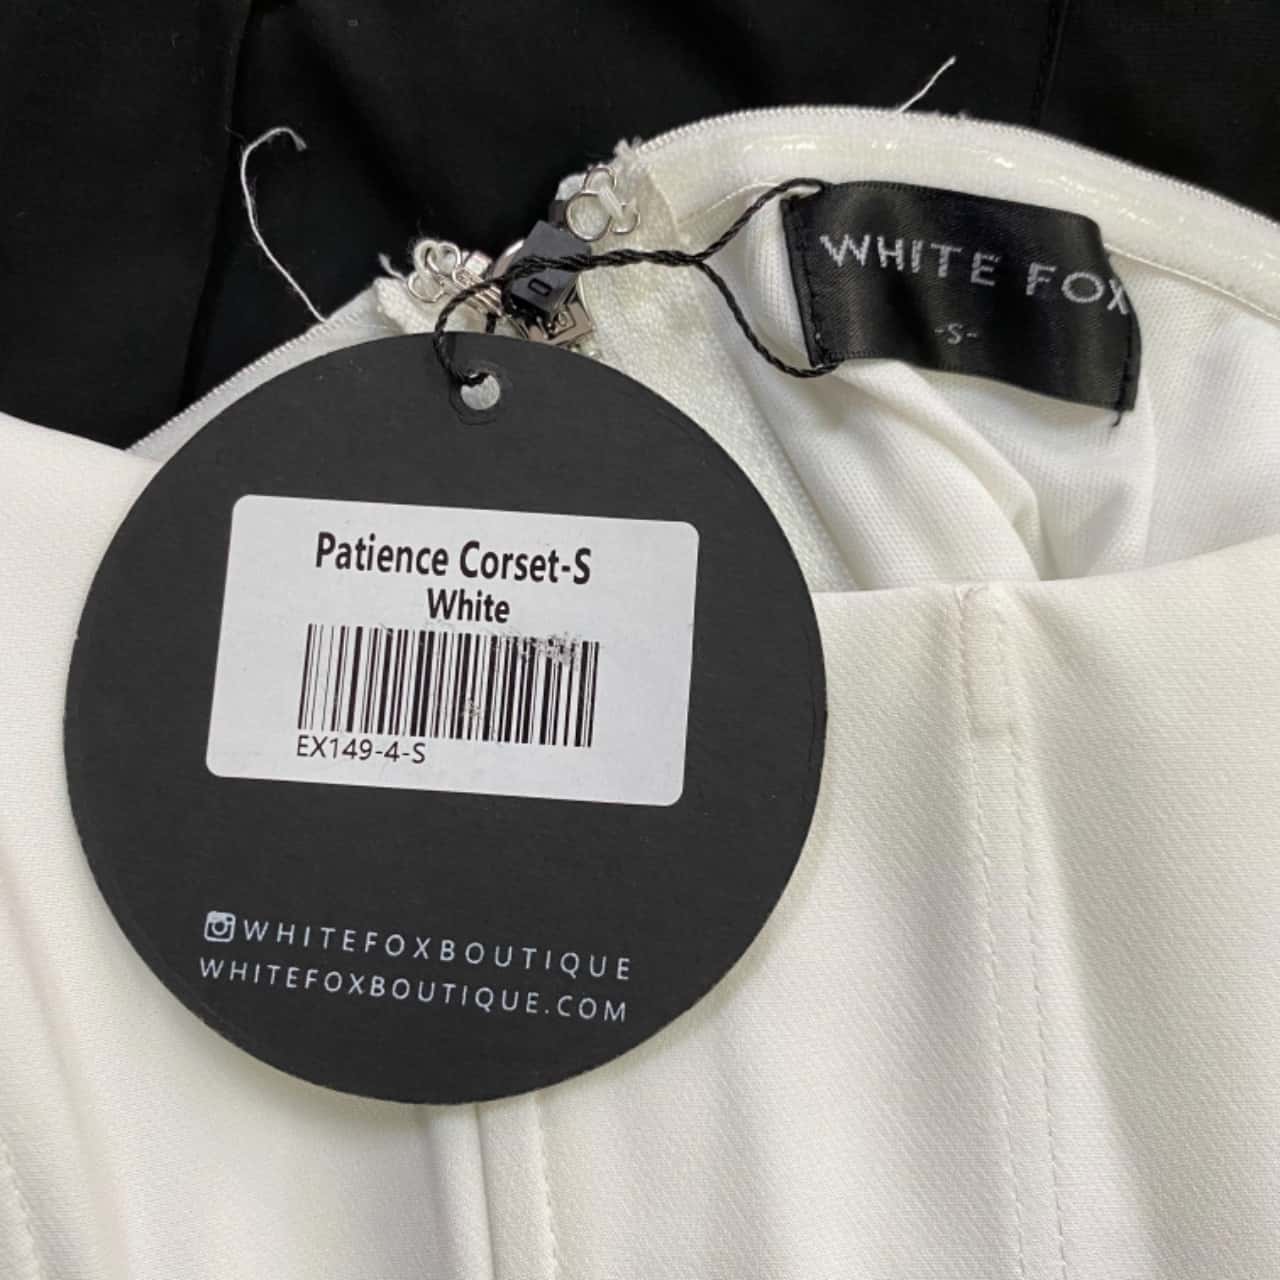 WHITE FOX
-S-
Patience Corset-S
White
EX149-4-S
WHITEFOXBOUTIQUE
WHITEFOXBOUTIQUE.COM